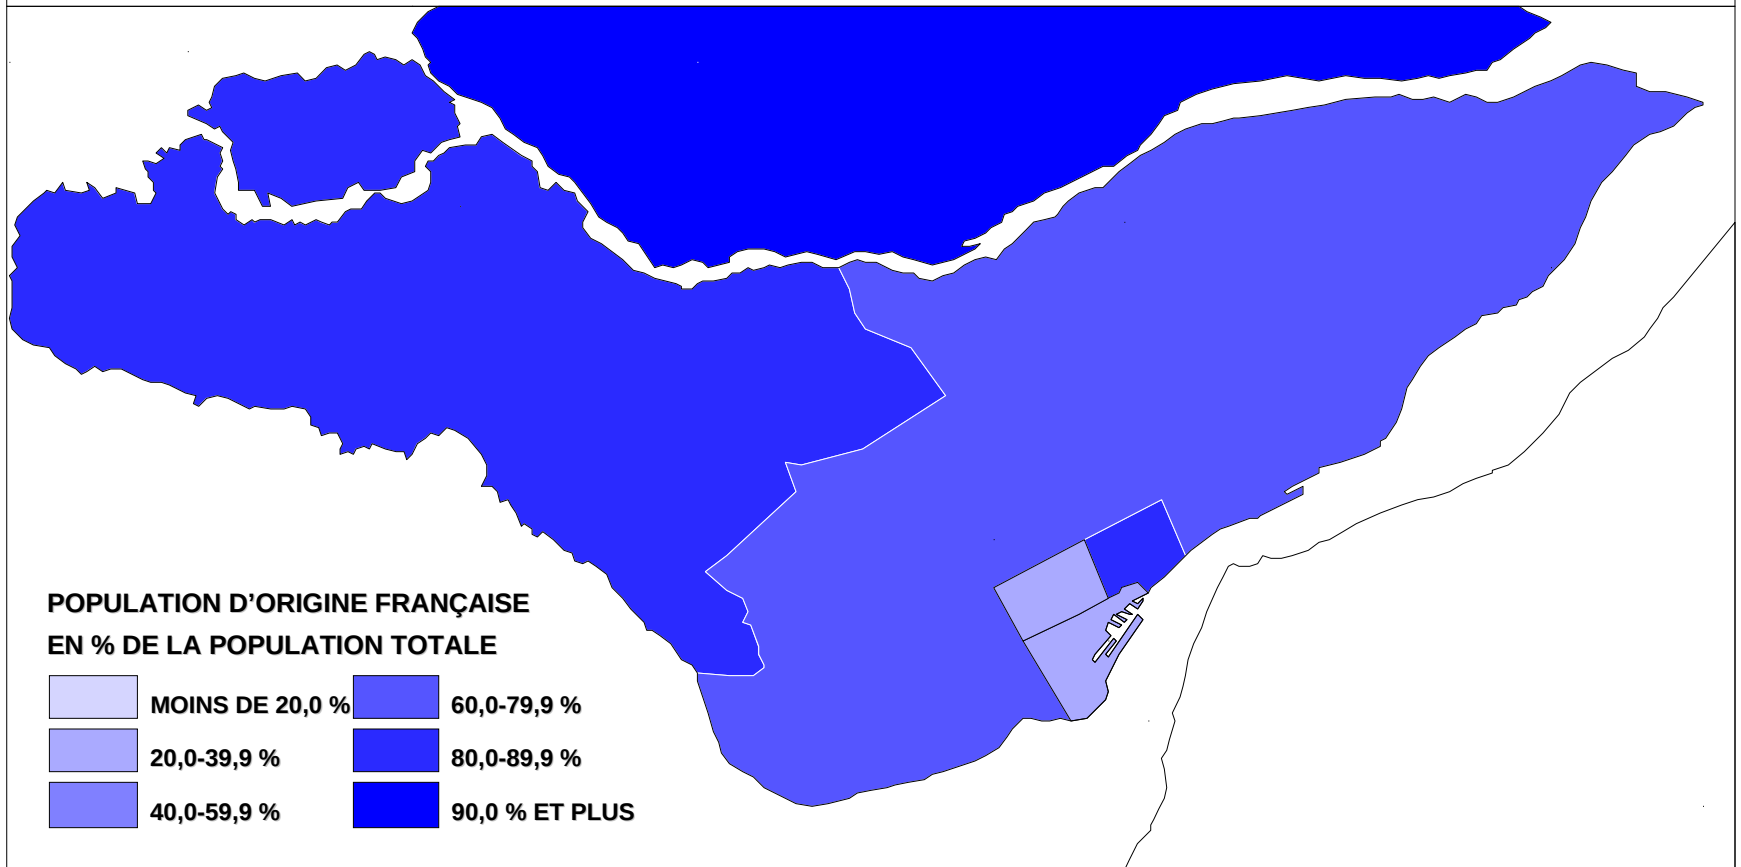 POPULATION D’ORIGINE FRANÇAISE
EN % DE LA POPULATION TOTALE
MOINS DE 20,0 %
20,0-39,9 %
40,0-59,9 %
60,0-79,9 %
80,0-89,9 %
90,0 % ET PLUS